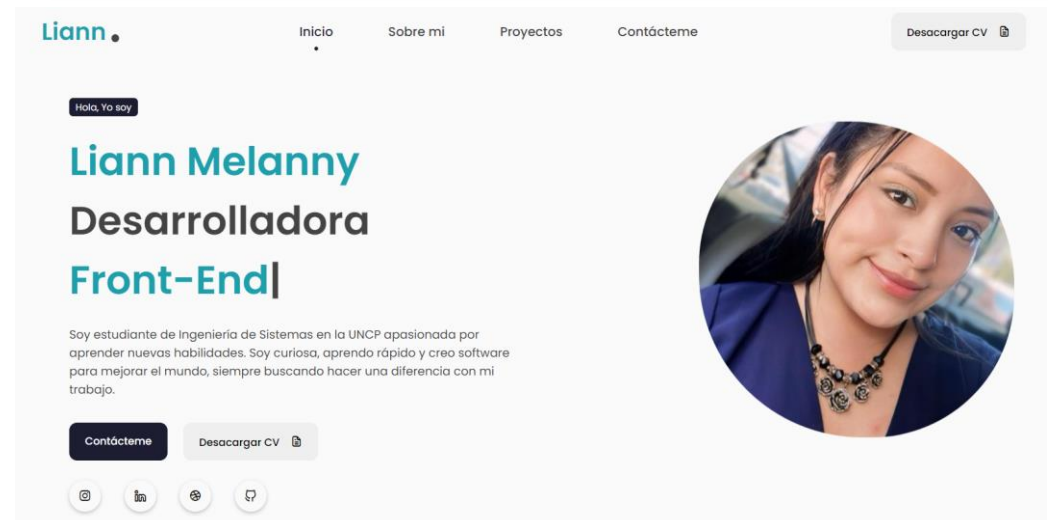 Liann.
Inicio
Sobre mi
Proyectos
Contácteme
Desacargar CV
Hola, Yo soy
Liann Melanny
Desarrolladora
Front-End|
Soy estudiante de Ingeniería de Sistemas en la UNCP apasionada por
aprender nuevas habilidades. Soy curiosa, aprendo rápido y creo software
para mejorar el mundo, siempre buscando hacer una diferencia con mi
trabajo.
Contácteme
Desacargar CV